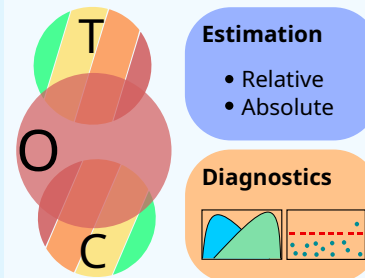 T
O
C
Estimation
• Relative
• Absolute
Diagnostics